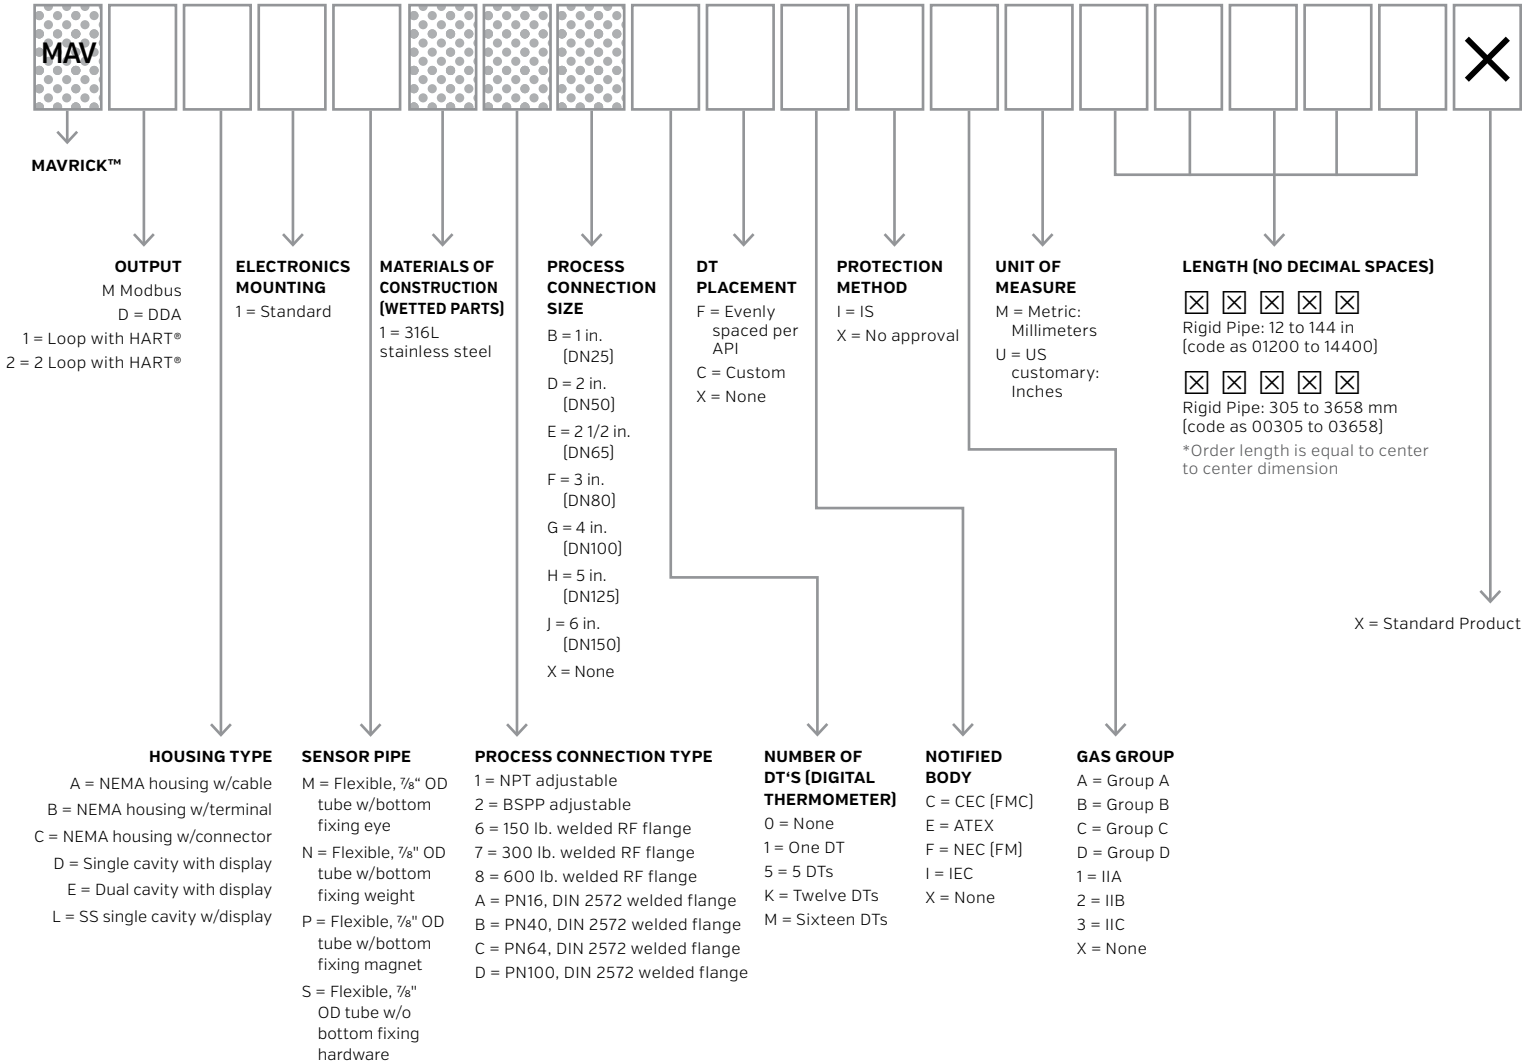 MAV
MAVRICK™
OUTPUT
M Modbus
D = DDA
1 = Loop with HART®
2 = 2 Loop with HART®
ELECTRONICS
MOUNTING
1 = Standard
MATERIALS OF
CONSTRUCTION
(WETTED PARTS)
1 = 316L
stainless steel
PROCESS
CONNECTION
SIZE
B = 1 in.
(DN25)
D = 2 in.
(DN50)
E = 2 1/2 in.
(DN65)
F = 3 in.
(DN80)
G = 4 in.
(DN100)
H = 5 in.
(DN125)
J = 6 in.
(DN150)
X = None
DT
PLACEMENT
F = Evenly
spaced per
API
C = Custom
X = None
PROTECTION
METHOD
I = IS
X = No approval
UNIT OF
MEASURE
M = Metric:
Millimeters
U = US
customary:
Inches
LENGTH (NO DECIMAL SPACES)
Rigid Pipe: 12 to 144 in
(code as 01200 to 14400)
Rigid Pipe: 305 to 3658 mm
(code as 00305 to 03658)
*Order length is equal to center
to center dimension
X = Standard Product
HOUSING TYPE
A = NEMA housing w/cable
B = NEMA housing w/terminal
C = NEMA housing w/connector
D = Single cavity with display
E = Dual cavity with display
L = SS single cavity w/display
SENSOR PIPE
M = Flexible, ⅞“ OD
tube w/bottom
fixing eye
N = Flexible, ⅞" OD
tube w/bottom
fixing weight
P = Flexible, ⅞" OD
tube w/bottom
fixing magnet
S = Flexible, ⅞"
OD tube w/o
bottom fixing
hardware
PROCESS CONNECTION TYPE
1 = NPT adjustable
2 = BSPP adjustable
6 = 150 lb. welded RF flange
7 = 300 lb. welded RF flange
8 = 600 lb. welded RF flange
A = PN16, DIN 2572 welded flange
B = PN40, DIN 2572 welded flange
C = PN64, DIN 2572 welded flange
D = PN100, DIN 2572 welded flange
NUMBER OF
DT‘S (DIGITAL
THERMOMETER)
0 = None
1 = One DT
5 = 5 DTs
K = Twelve DTs
M = Sixteen DTs
NOTIFIED
BODY
C = CEC (FMC)
E = ATEX
F = NEC (FM)
I = IEC
X = None
GAS GROUP
A = Group A
B = Group B
C = Group C
D = Group D
1 = IIA
2 = IIB
3 = IIC
X = None